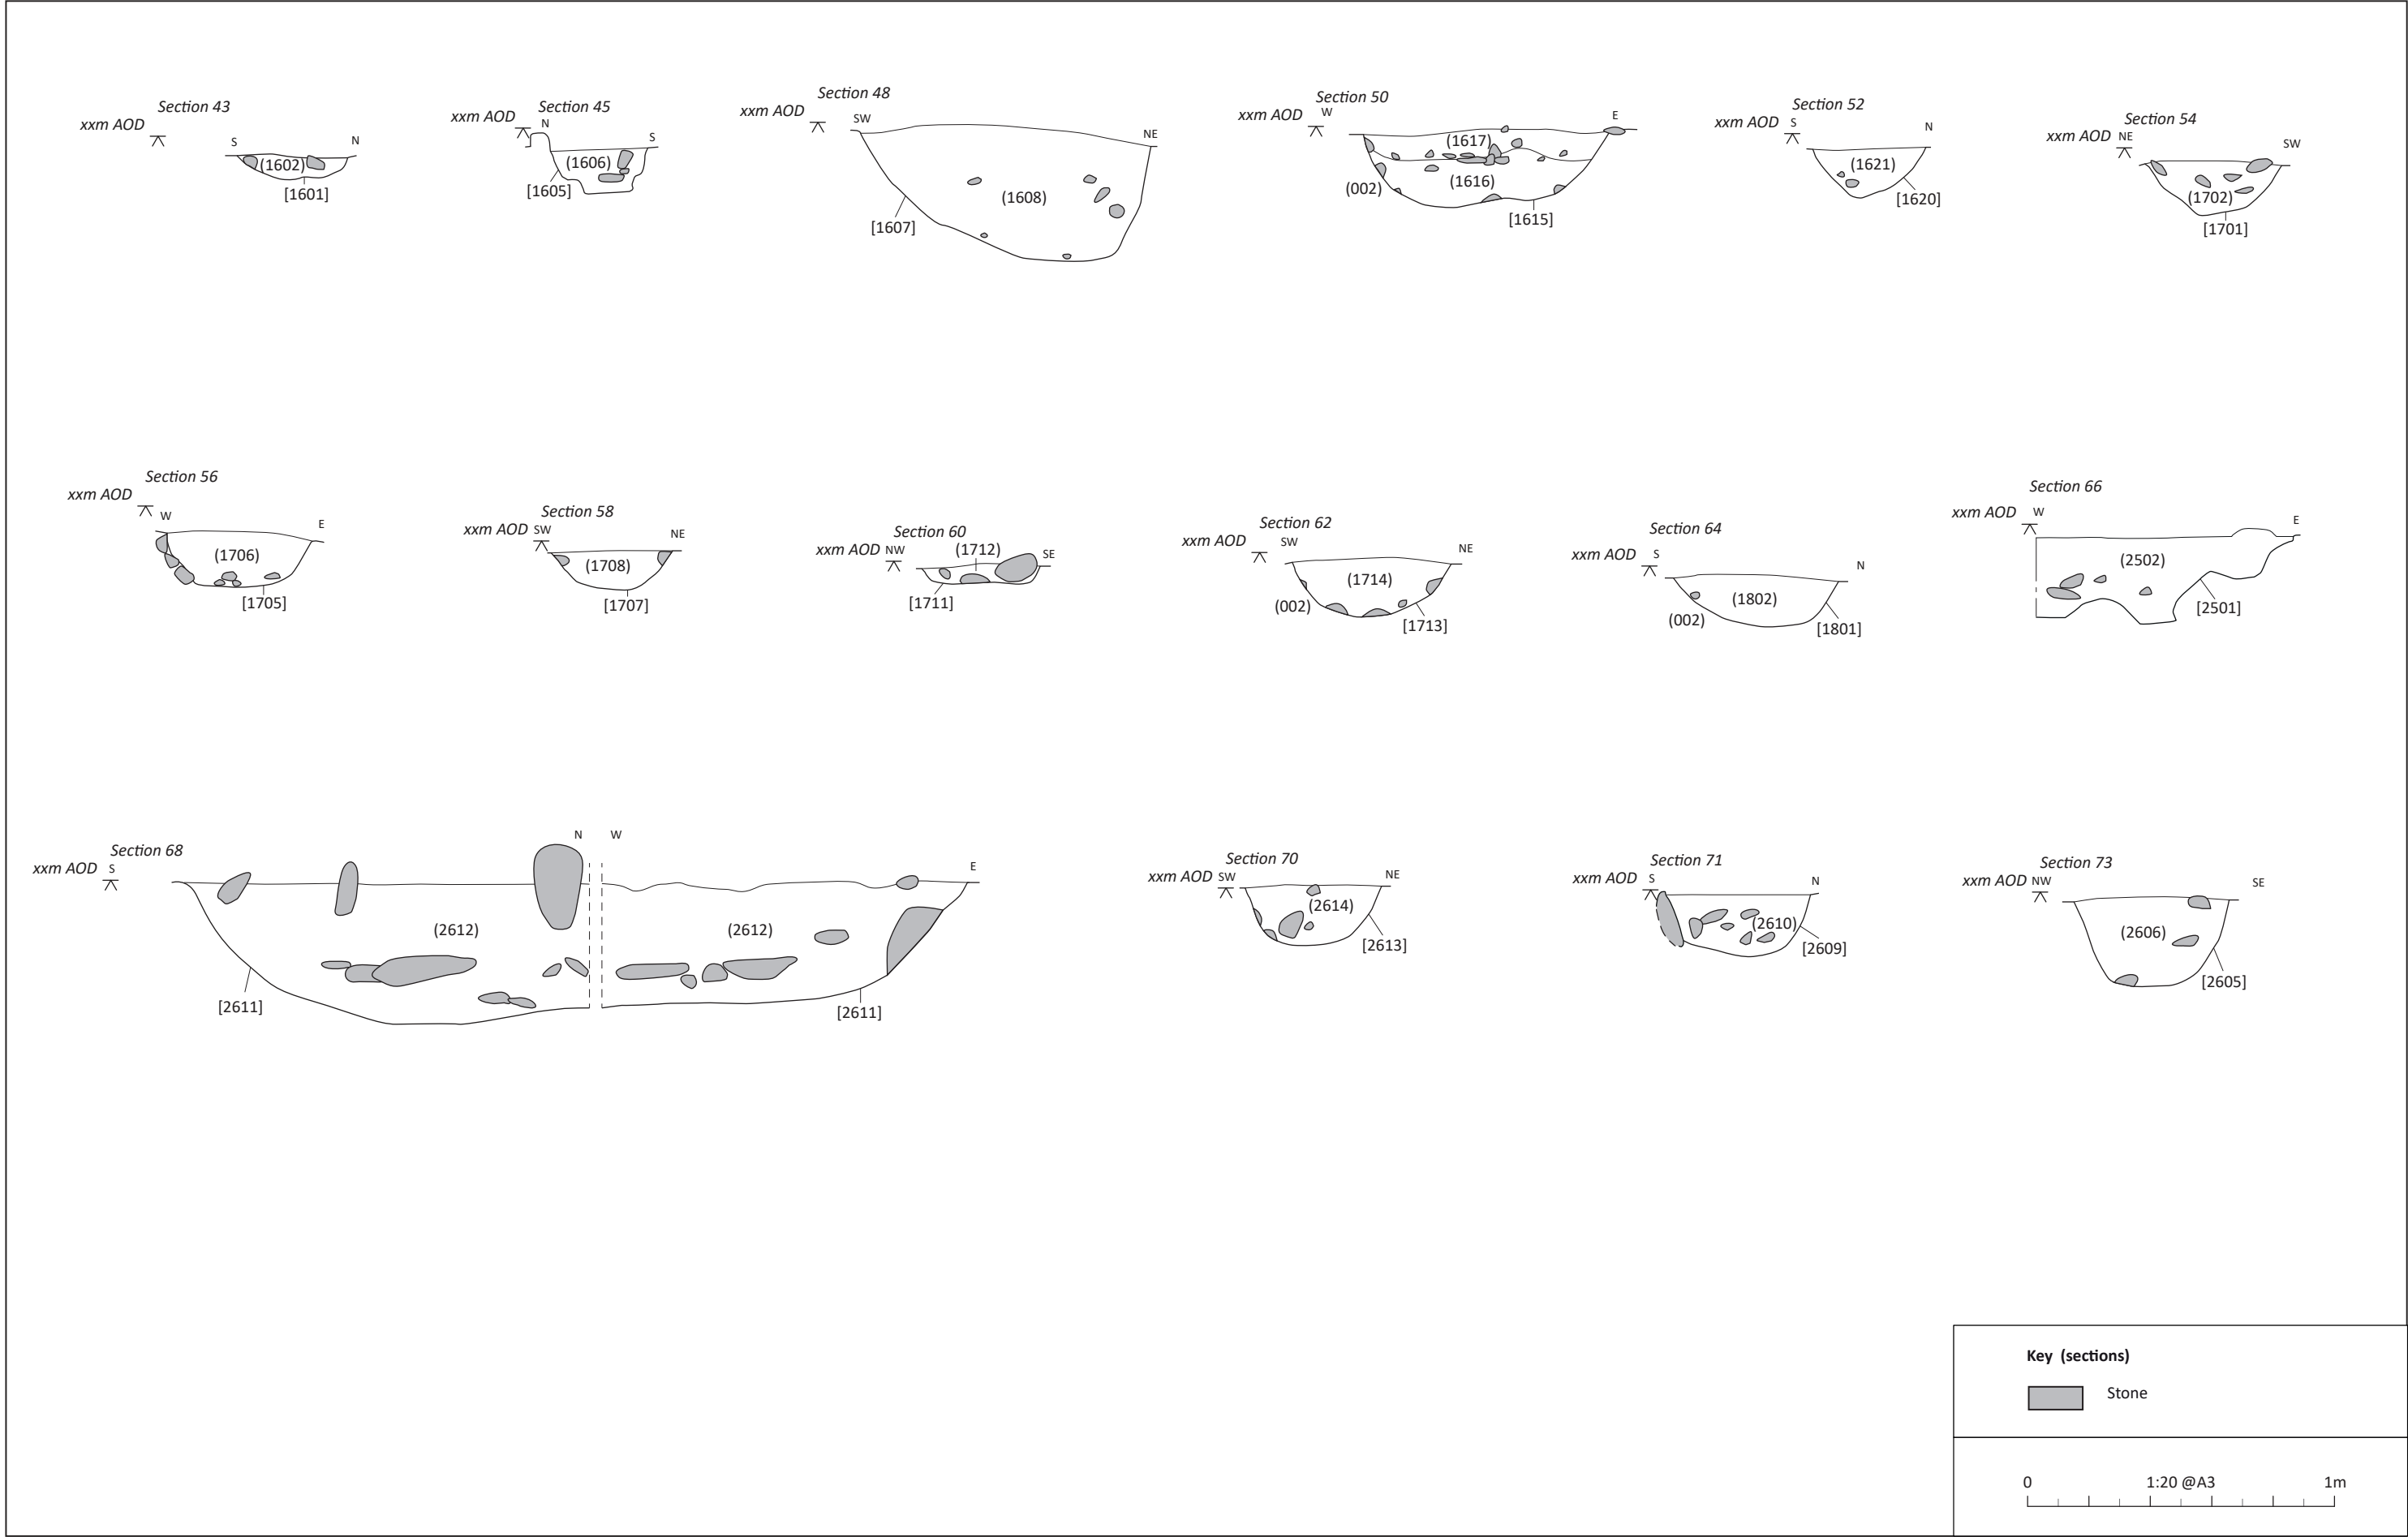 Section 43
xxm AOD
S
N
(1602)
[1601]
Section 45
xxm AOD
N
S
(1606)
[1605]
Section 48
xxm AOD
SW
NE
(1608)
[1607]
Section 50
xxm AOD
W
E
(1617)
(1616)
(002)
[1615]
Section 52
xxm AOD
S
N
(1621)
[1620]
Section 54
xxm AOD
NE
SW
(1702)
[1701]
Section 56
xxm AOD
W
E
(1706)
[1705]
Section 58
xxm AOD
SW
NE
(1708)
[1707]
Section 60
xxm AOD
NW
(1712)
SE
[1711]
Section 62
xxm AOD
SW
NE
(1714)
(002)
[1713]
Section 64
xxm AOD
S
N
(1802)
(002)
[1801]
Section 66
xxm AOD
W
E
(2502)
[2501]
Section 68
xxm AOD
S
N
W
E
(2612)
(2612)
[2611]
[2611]
Section 70
xxm AOD
SW
NE
(2614)
[2613]
Section 71
xxm AOD
S
N
(2610)
[2609]
Section 73
xxm AOD
NW
SE
(2606)
[2605]
Key (sections)
Stone
0 1:20 @A3 1m